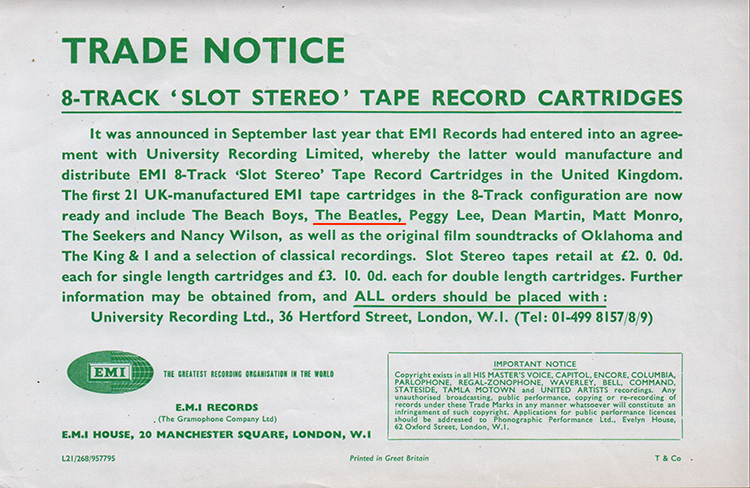 TRADE NOTICE
8-TRACK ‘SLOT STEREO’ TAPE RECORD CARTRIDGES
It was announced in September last year that EMI Records had entered into an agree-
ment with University Recording Limited, whereby the latter would manufacture and
distribute EMI 8-Track ‘Slot Stereo’ Tape Record Cartridges in the United Kingdom.
The first 21 UK-manufactured EMI tape cartridges in the 8-Track configuration are now
ready and include The Beach Boys, The Beatles, Peggy Lee, Dean Martin, Matt Monro,
The Seekers and Nancy Wilson, as well as the original film soundtracks of Oklahoma and
The King & I and a selection of classical recordings. Slot Stereo tapes retail at £2. 0. 0d.
each for single length cartridges and £3. 10. 0d. each for double length cartridges. Further
information may be obtained from, and ALL orders should be placed with :
University Recording Ltd., 36 Hertford Street, London, W.1. (Tel: 01-499 8157/8/9)
EMI
THE GREATEST RECORDING ORGANISATION IN THE WORLD
E.M.I RECORDS
(The Gramophone Company Ltd)
E.M.I HOUSE, 20 MANCHESTER SQUARE, LONDON, W.1
IMPORTANT NOTICE
Copyright exists in all HIS MASTER'S VOICE, CAPITOL, ENCORE, COLUMBIA,
PARLOPHONE, REGAL-ZONOPHONE, WAVERLEY, BELL, COMMAND,
STATESIDE, TAMLA MOTOWN and UNITED ARTISTS recordings. Any
unauthorised broadcasting, public performance, copying or re-recording of
records under these Trade Marks in any manner whatsoever will constitute an
infringement of such copyright. Applications for public performance licences
should be addressed to Phonographic Performance Ltd., Evelyn House,
62 Oxford Street, London, W.1.
L21/268/957795
Printed in Great Britain
T & Co